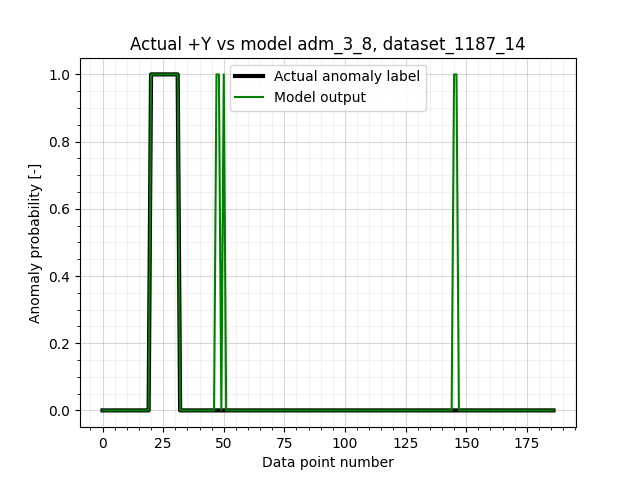 Actual +Y vs model adm_3_8, dataset_1187_14
Actual anomaly label
Model output
1.0
0.8
0.6
0.4
0.2
0.0
Anomaly probability [-]
0 25 50 75 100 125 150 175
Data point number